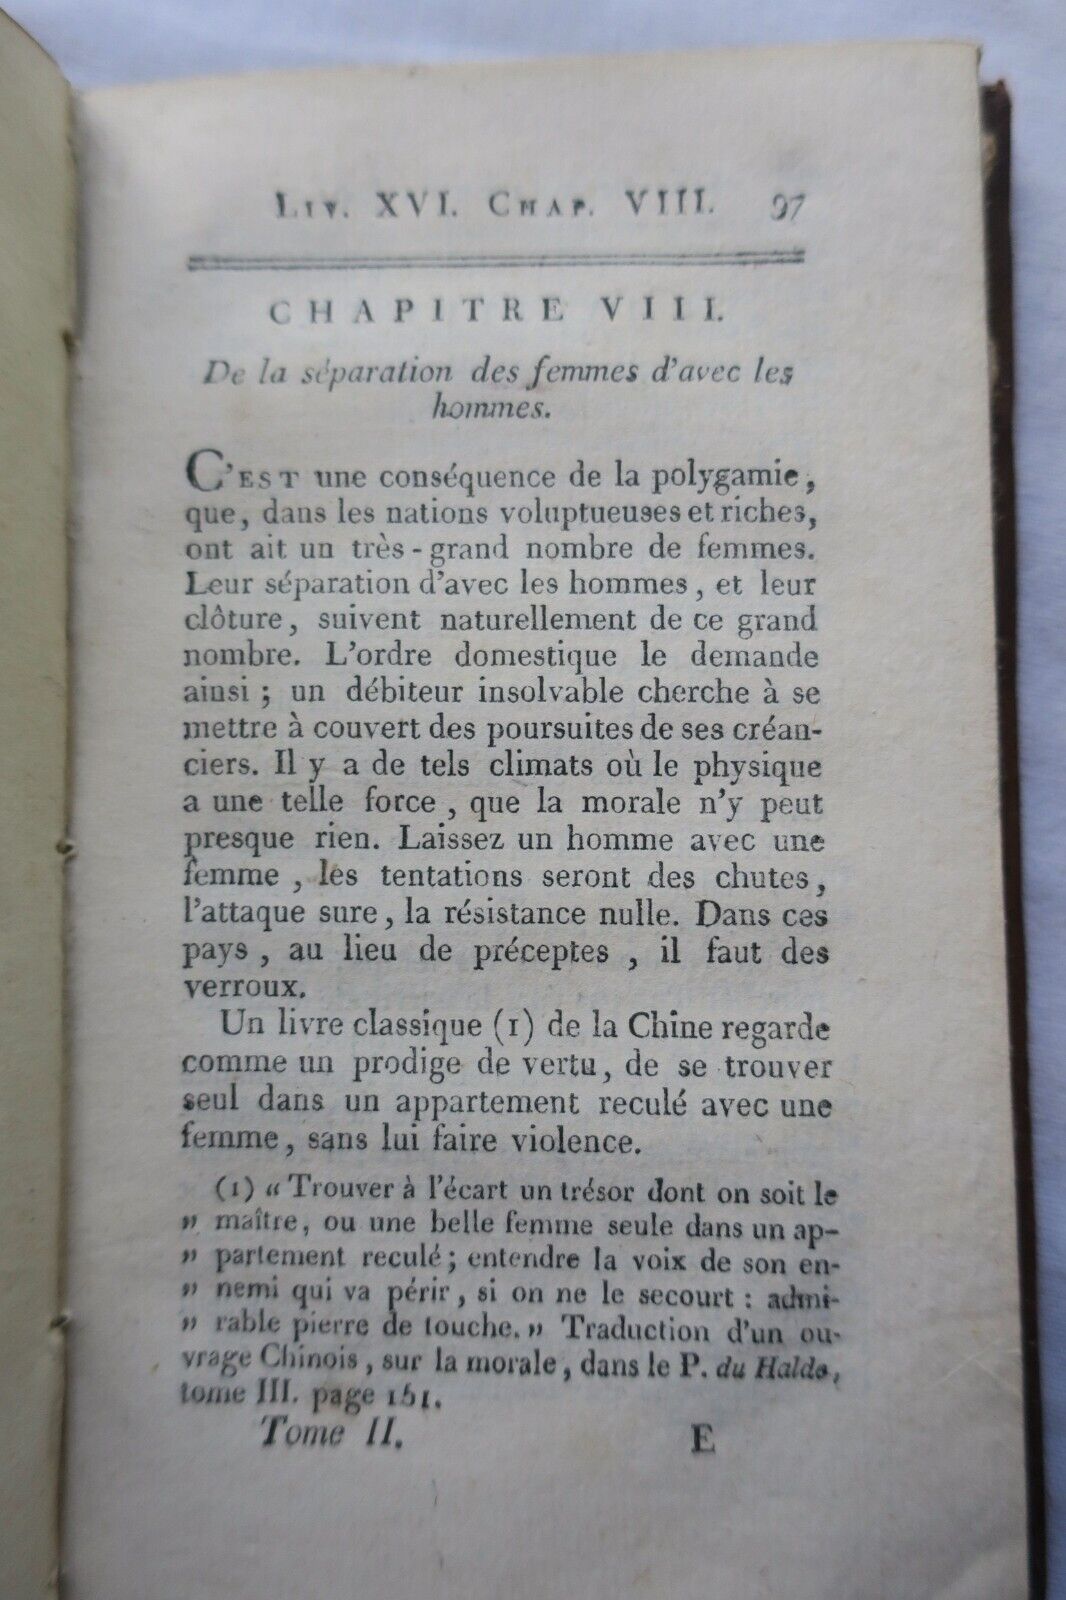 LIV. XVI. CHAP. VIII. 97
CHAPITRE VIII.
De la séparation des femmes d'avec les
hommes.
C'EST une conséquence de la polygamie,
que, dans les nations voluptueuses et riches,
ont ait un très-grand nombre de femmes.
Leur séparation d'avec les hommes, et leur
clôture, suivent naturellement de ce grand
nombre. L'ordre domestique le demande
ainsi; un débiteur insolvable cherche à se
mettre à couvert des poursuites de ses créan-
ciers. Il y a de tels climats où le physique
a une telle force, que la morale n'y peut
presque rien. Laissez un homme avec une
femme, les tentations seront des chutes,
l'attaque sure, la résistance nulle. Dans ces
pays, au lieu de préceptes, il faut des
verroux.
Un livre classique (1) de la Chine regarde
comme un prodige de vertu, de se trouver
seul dans un appartement reculé avec une
femme, sans lui faire violence.
(1) « Trouver à l'écart un trésor dont on soit le
» maître, ou une belle femme seule dans un ap-
» partement reculé; entendre la voix de son en-
» nemi qui va périr, si on ne le secourt : admi-
» rable pierre de touche. » Traduction d'un ou-
vrage Chinois, sur la morale, dans le P. du Halde,
tome III. page 151.
Tome II. E